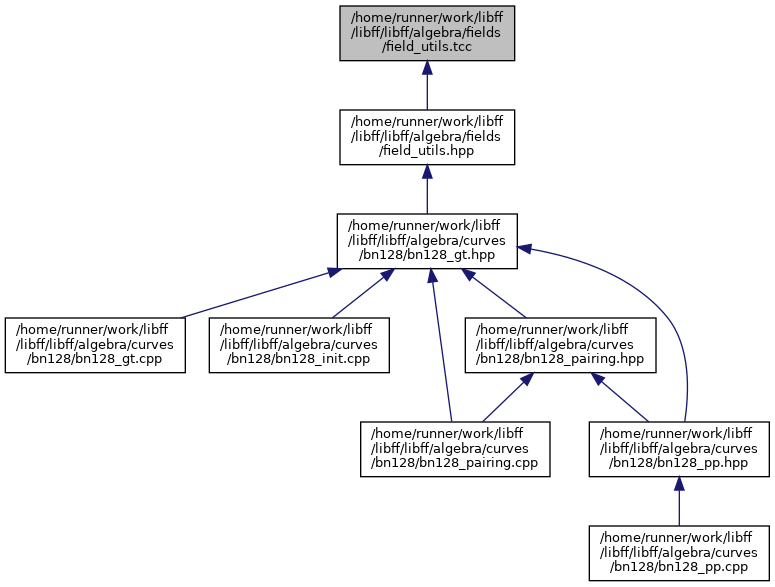 /home/runner/work/libff
/libff/libff/algebra/fields
/field_utils.tcc
/home/runner/work/libff
/libff/libff/algebra/fields
/field_utils.hpp
/home/runner/work/libff
/libff/libff/algebra/curves
/bn128/bn128_gt.hpp
/home/runner/work/libff
/libff/libff/algebra/curves
/bn128/bn128_gt.cpp
/home/runner/work/libff
/libff/libff/algebra/curves
/bn128/bn128_init.cpp
/home/runner/work/libff
/libff/libff/algebra/curves
/bn128/bn128_pairing.hpp
/home/runner/work/libff
/libff/libff/algebra/curves
/bn128/bn128_pairing.cpp
/home/runner/work/libff
/libff/libff/algebra/curves
/bn128/bn128_pp.hpp
/home/runner/work/libff
/libff/libff/algebra/curves
/bn128/bn128_pp.cpp